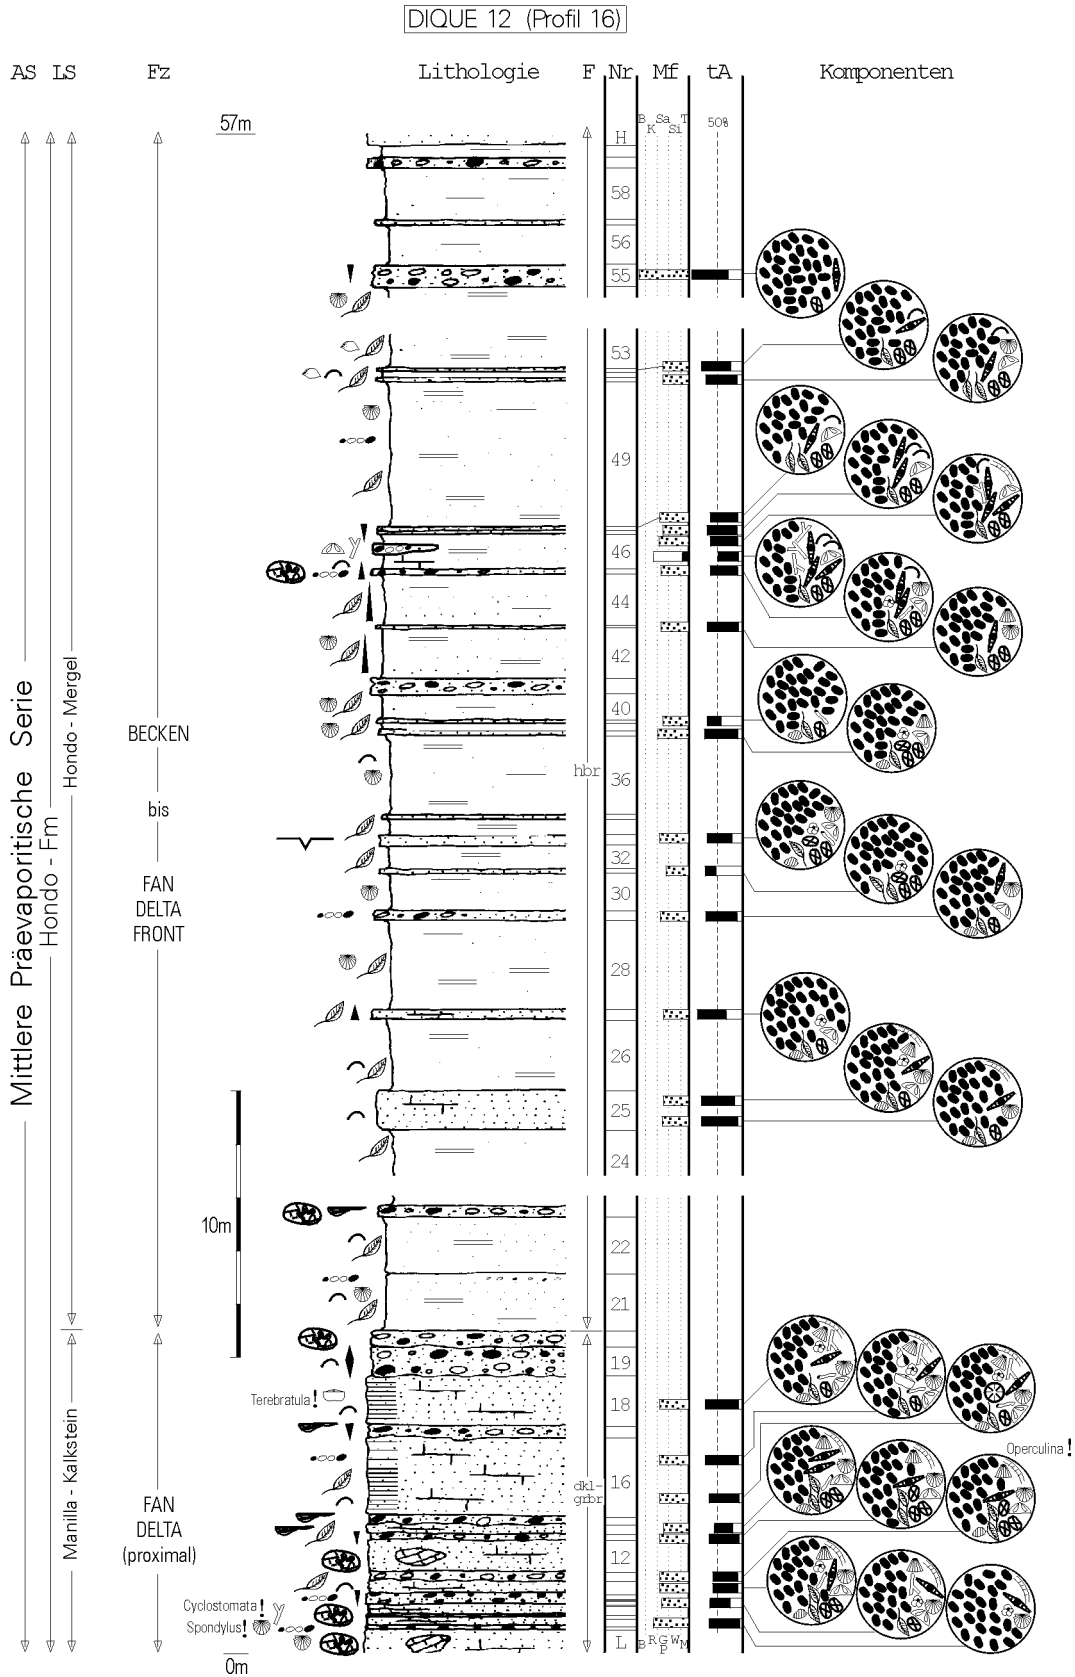 DIQUE 12 (Profil 16)
AS LS Fz Lithologie F Nr Mf tA Komponenten
57m
B K Sa Si T
50%
H
58
56
55
53
49
46
44
42
40
36
32
30
28
26
25
24
22
21
19
18
16
12
L
hbr
dkl-
grbr
B R G P W M
Mittlere Präevaporitische Serie
Hondo - Fm
Hondo - Mergel
Manilla - Kalkstein
BECKEN
bis
FAN
DELTA
FRONT
10m
FAN
DELTA
(proximal)
Terebratula !
Operculina !
Cyclostomata !
Spondylus !
0m